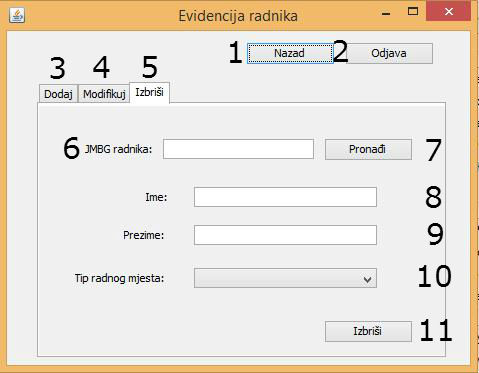 Evidencija radnika
1 Nazad 2 Odjava
3 4 5
Dodaj Modifikuj Izbriši
6 JMBG radnika: Pronađi 7
Ime: 8
Prezime: 9
Tip radnog mjesta: 10
Izbriši 11